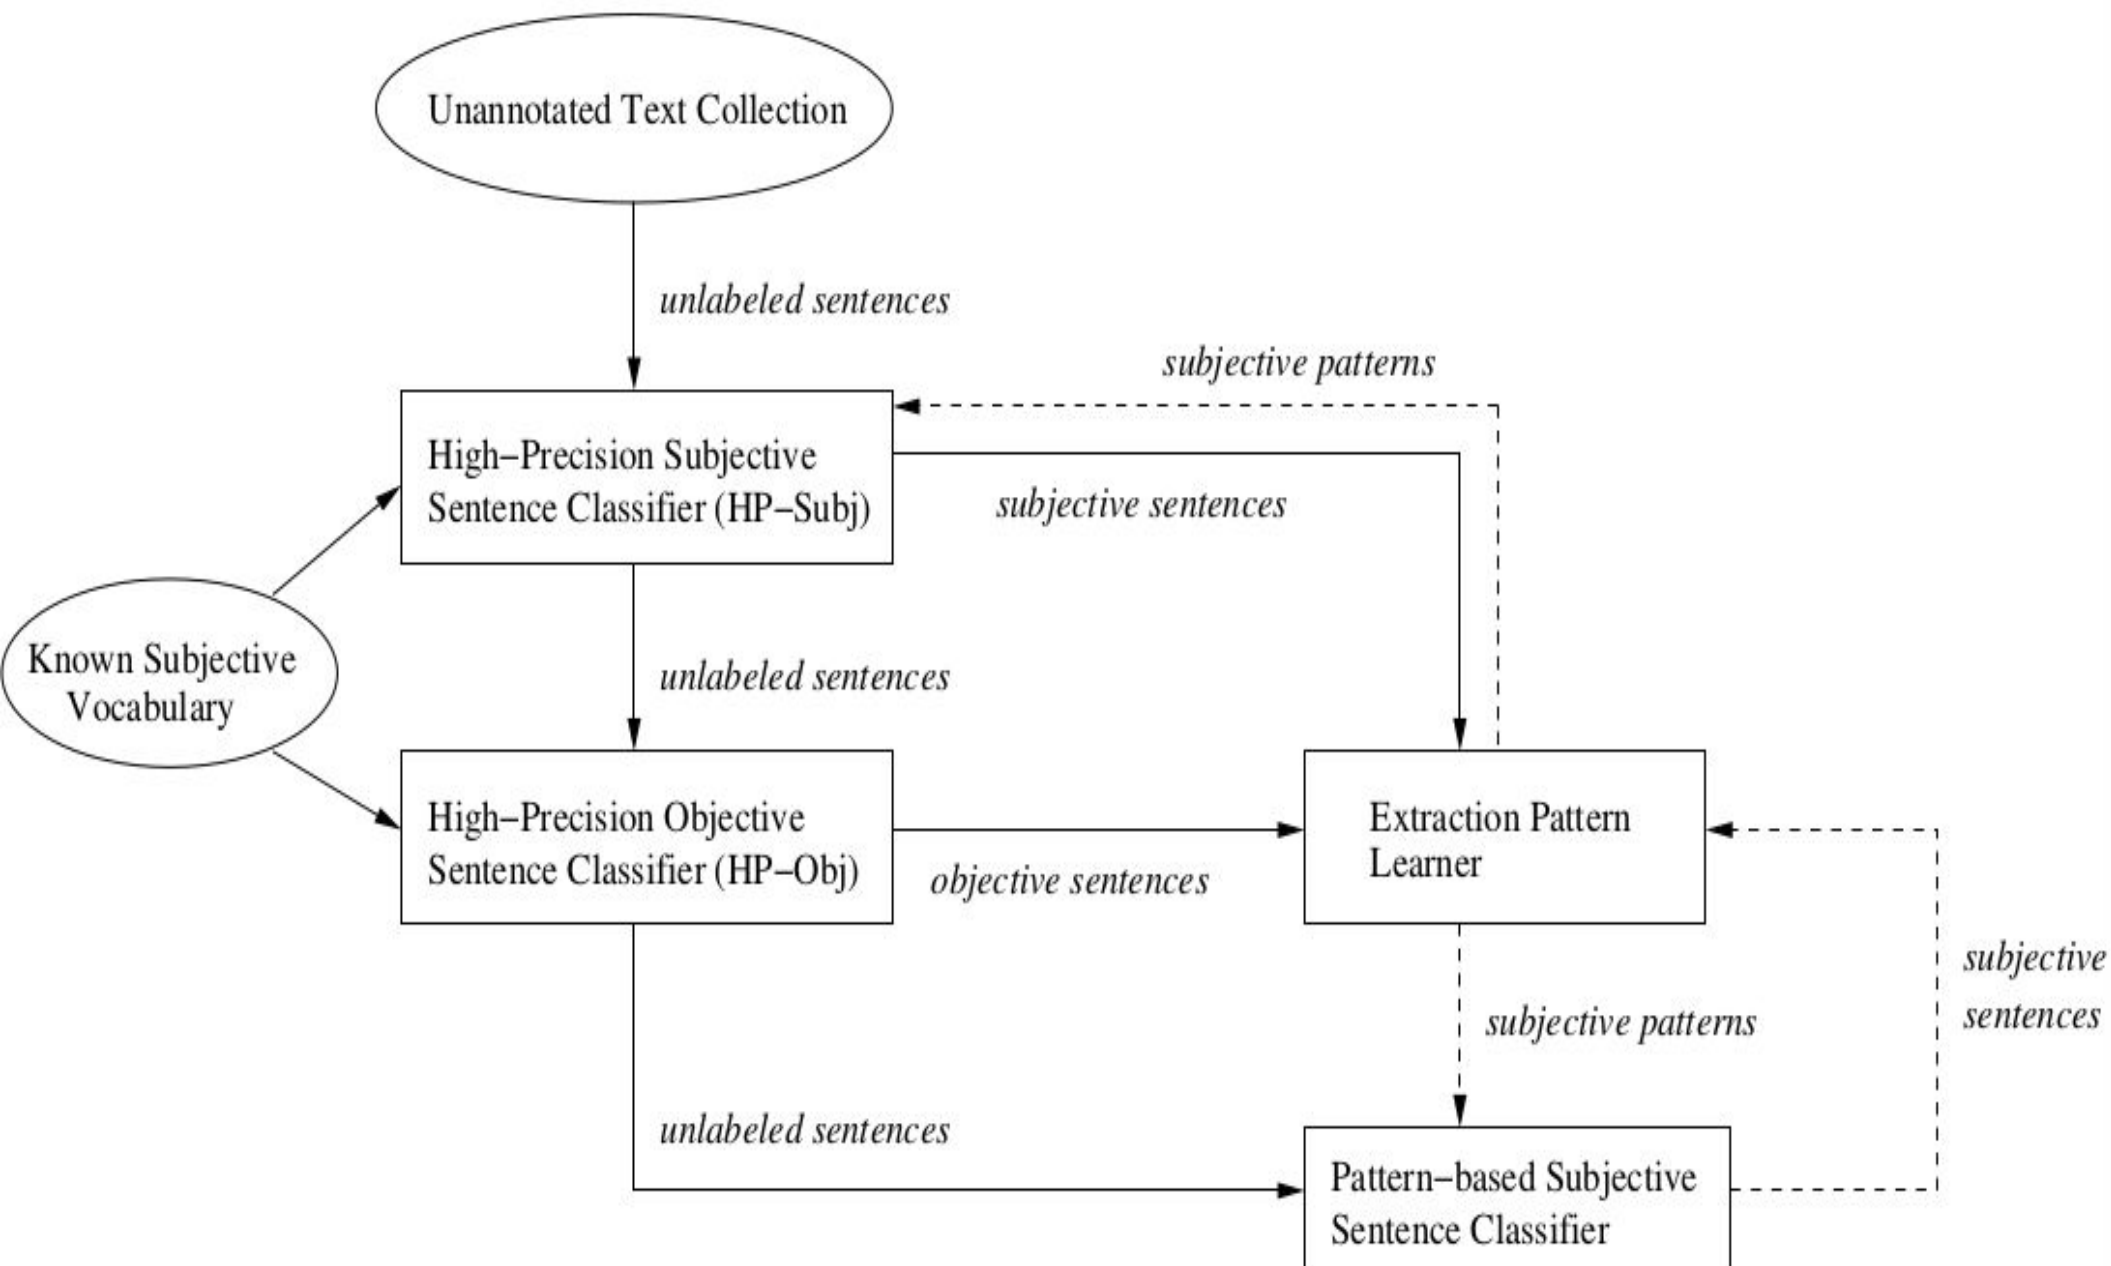 Unannotated Text Collection
unlabeled sentences
subjective patterns
High−Precision Subjective
Sentence Classifier (HP−Subj)
subjective sentences
Known Subjective
Vocabulary
unlabeled sentences
High−Precision Objective
Sentence Classifier (HP−Obj)
objective sentences
Extraction Pattern
Learner
subjective
sentences
subjective patterns
unlabeled sentences
Pattern−based Subjective
Sentence Classifier